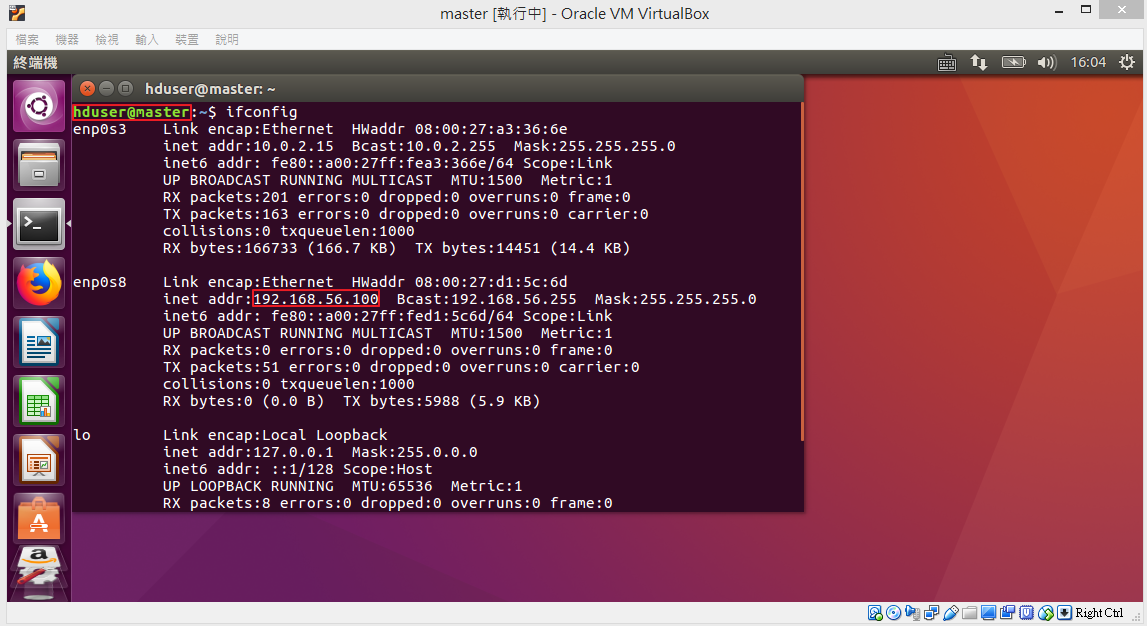 master [執行中] - Oracle VM VirtualBox
檔案 機器 檢視 輸入 裝置 說明
終端機 16:04
hduser@master: ~
hduser@master:~$ ifconfig
enp0s3 Link encap:Ethernet HWaddr 08:00:27:a3:36:6e
inet addr:10.0.2.15 Bcast:10.0.2.255 Mask:255.255.255.0
inet6 addr: fe80::a00:27ff:fea3:366e/64 Scope:Link
UP BROADCAST RUNNING MULTICAST MTU:1500 Metric:1
RX packets:201 errors:0 dropped:0 overruns:0 frame:0
TX packets:163 errors:0 dropped:0 overruns:0 carrier:0
collisions:0 txqueuelen:1000
RX bytes:166733 (166.7 KB) TX bytes:14451 (14.4 KB)
enp0s8 Link encap:Ethernet HWaddr 08:00:27:d1:5c:6d
inet addr:192.168.56.100 Bcast:192.168.56.255 Mask:255.255.255.0
inet6 addr: fe80::a00:27ff:fed1:5c6d/64 Scope:Link
UP BROADCAST RUNNING MULTICAST MTU:1500 Metric:1
RX packets:0 errors:0 dropped:0 overruns:0 frame:0
TX packets:51 errors:0 dropped:0 overruns:0 carrier:0
collisions:0 txqueuelen:1000
RX bytes:0 (0.0 B) TX bytes:5988 (5.9 KB)
lo Link encap:Local Loopback
inet addr:127.0.0.1 Mask:255.0.0.0
inet6 addr: ::1/128 Scope:Host
UP LOOPBACK RUNNING MTU:65536 Metric:1
RX packets:8 errors:0 dropped:0 overruns:0 frame:0
Right Ctrl